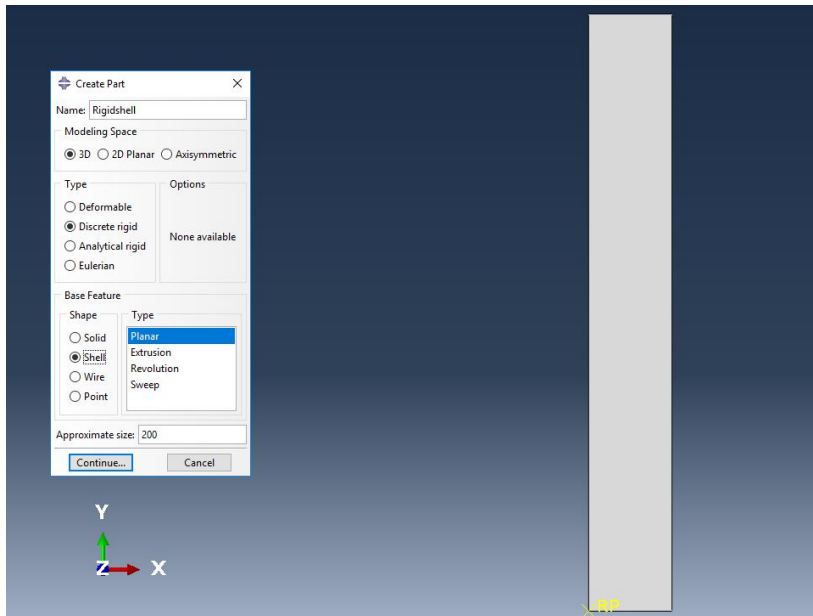 Create Part
Name: Rigidshell
Modeling Space
3D 2D Planar Axisymmetric
Type
Deformable
Discrete rigid
Analytical rigid
Eulerian
Options
None available
Base Feature
Shape
Solid
Shell
Wire
Point
Type
Planar
Extrusion
Revolution
Sweep
Approximate size: 200
Continue... Cancel
Y
Z X
RP